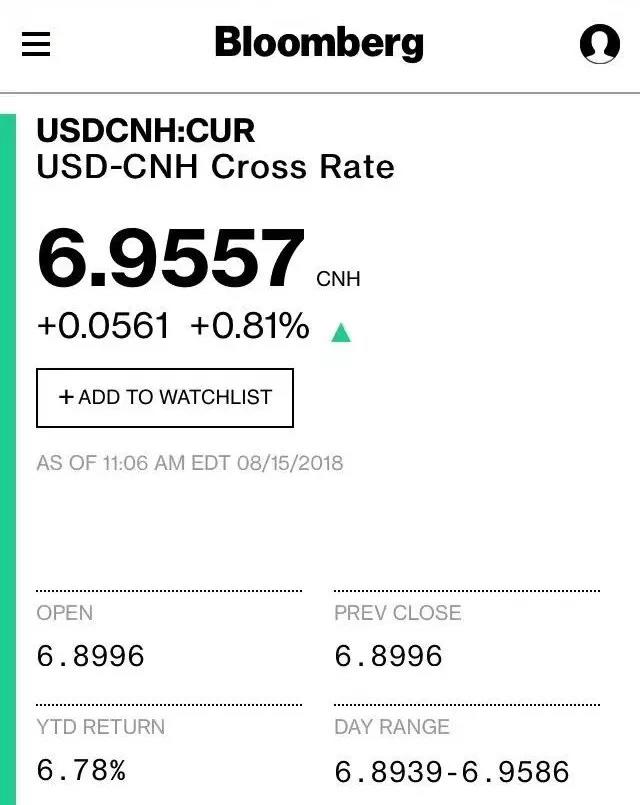 Bloomberg
USDCNH:CUR
USD-CNH Cross Rate
6.9557 CNH
+0.0561 +0.81% ▲
+ ADD TO WATCHLIST
AS OF 11:06 AM EDT 08/15/2018
OPEN
6.8996
PREV CLOSE
6.8996
YTD RETURN
6.78%
DAY RANGE
6.8939-6.9586